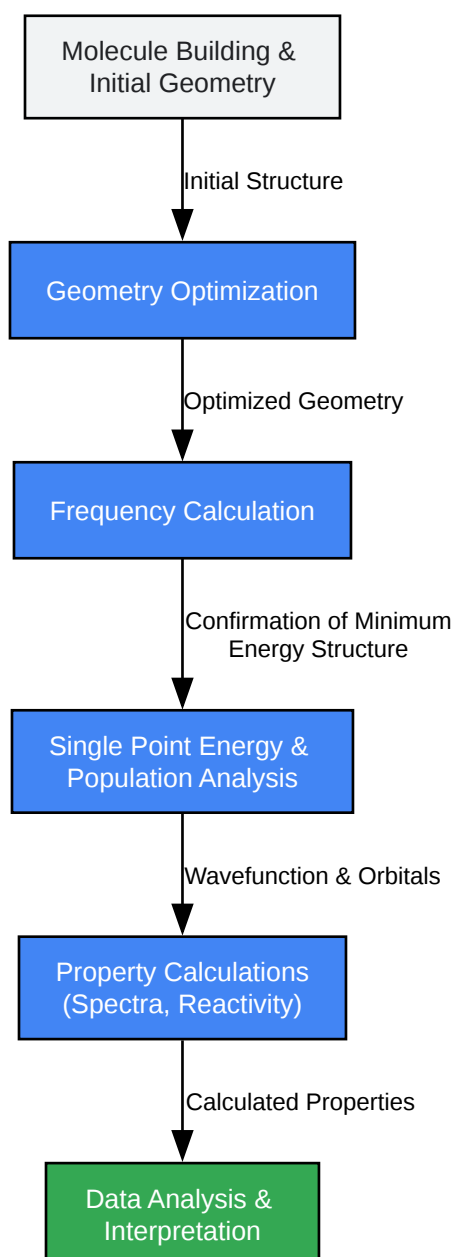 Molecule Building &
Initial Geometry
Initial Structure
Geometry Optimization
Optimized Geometry
Frequency Calculation
Confirmation of Minimum
Energy Structure
Single Point Energy &
Population Analysis
Wavefunction & Orbitals
Property Calculations
(Spectra, Reactivity)
Calculated Properties
Data Analysis &
Interpretation